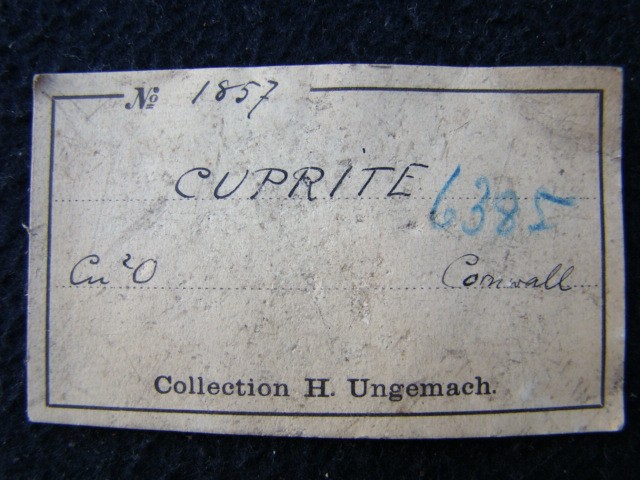 № 1857
CUPRITE 6385
Cu²O Cornwall
Collection H. Ungemach.